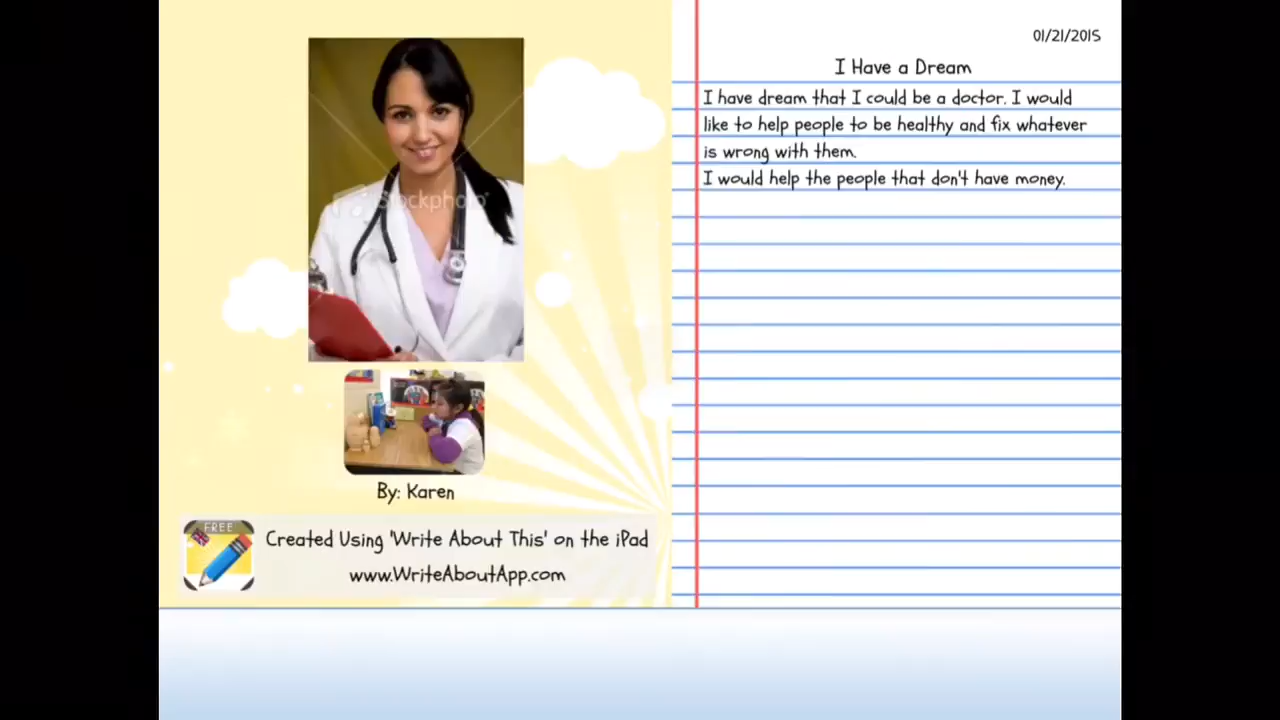 01/21/2015
I Have a Dream
I have dream that I could be a doctor. I would
like to help people to be healthy and fix whatever
is wrong with them.
I would help the people that don't have money.
iStockphoto
By: Karen
FREE
Created Using 'Write About This' on the iPad
www.WriteAboutApp.com